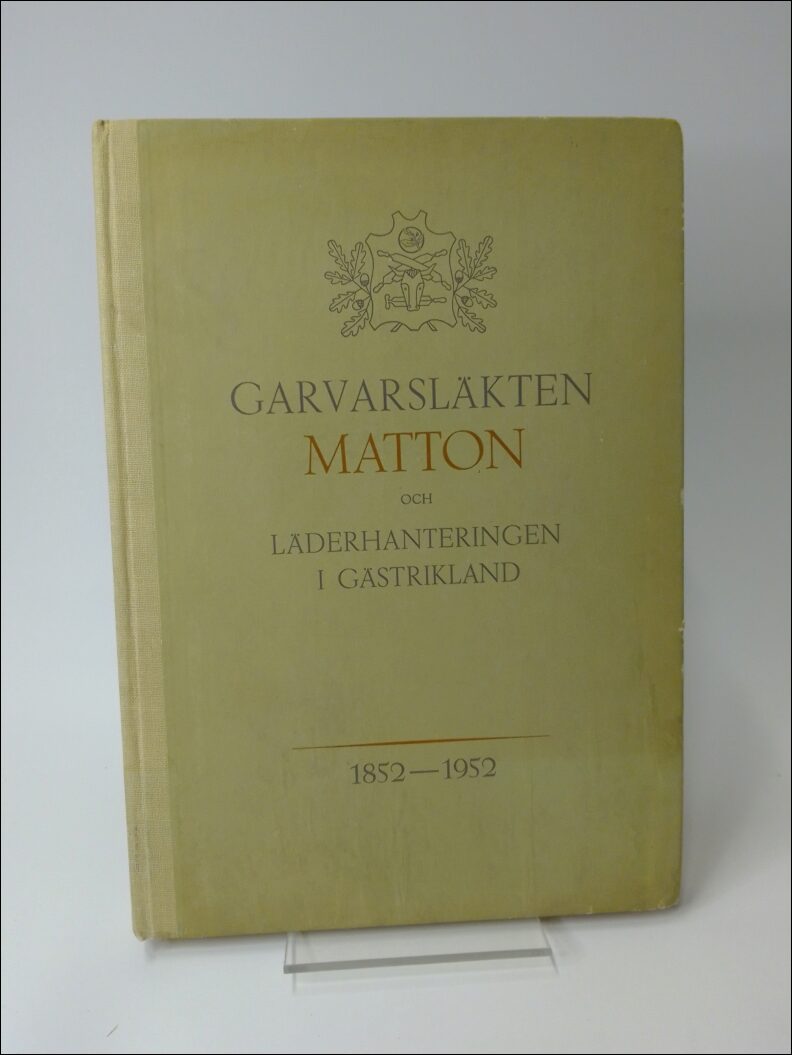 GARVARSLÄKTEN
MATTON
OCH
LÄDERHANTERINGEN
I GÄSTRIKLAND
1852—1952